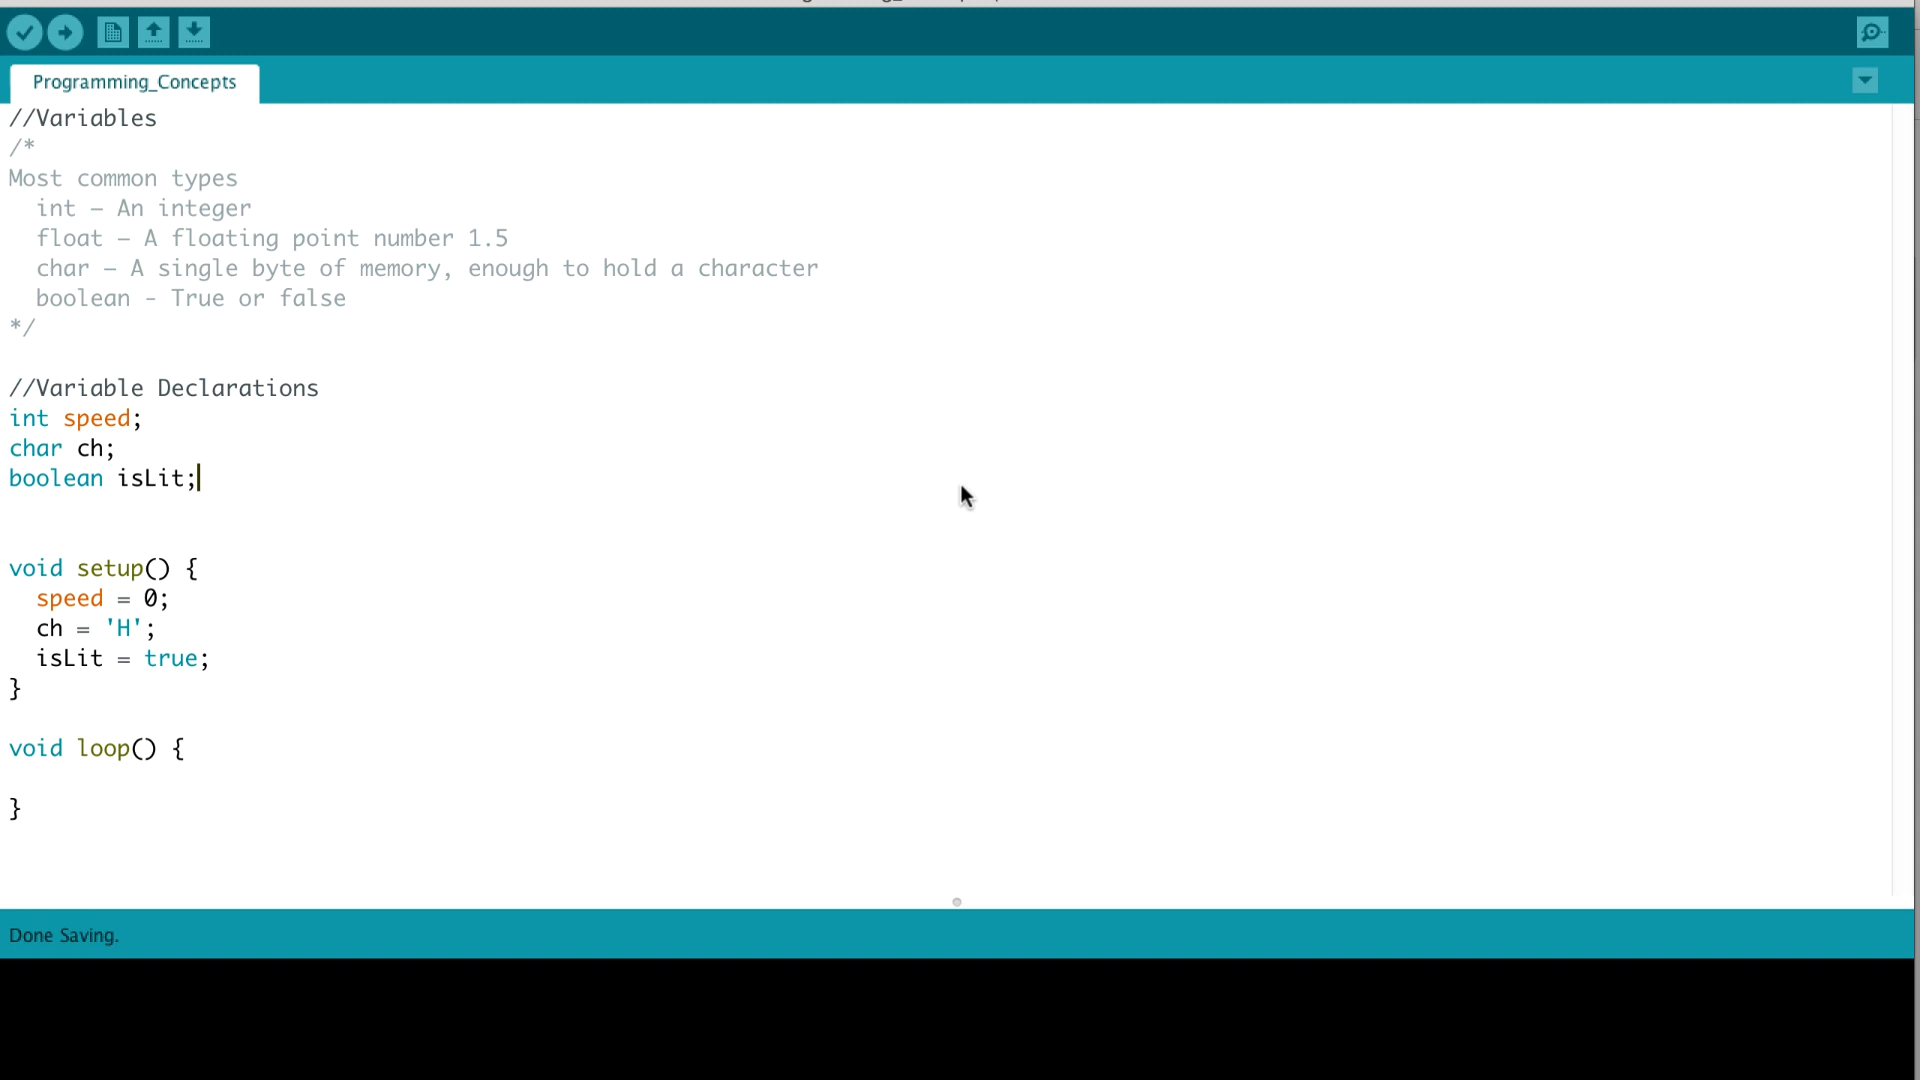 Programming_Concepts
//Variables
/*
Most common types
  int – An integer
  float – A floating point number 1.5
  char – A single byte of memory, enough to hold a character
  boolean - True or false
*/
//Variable Declarations
int speed;
char ch;
boolean isLit;
void setup() {
  speed = 0;
  ch = 'H';
  isLit = true;
}
void loop() {
}
Done Saving.